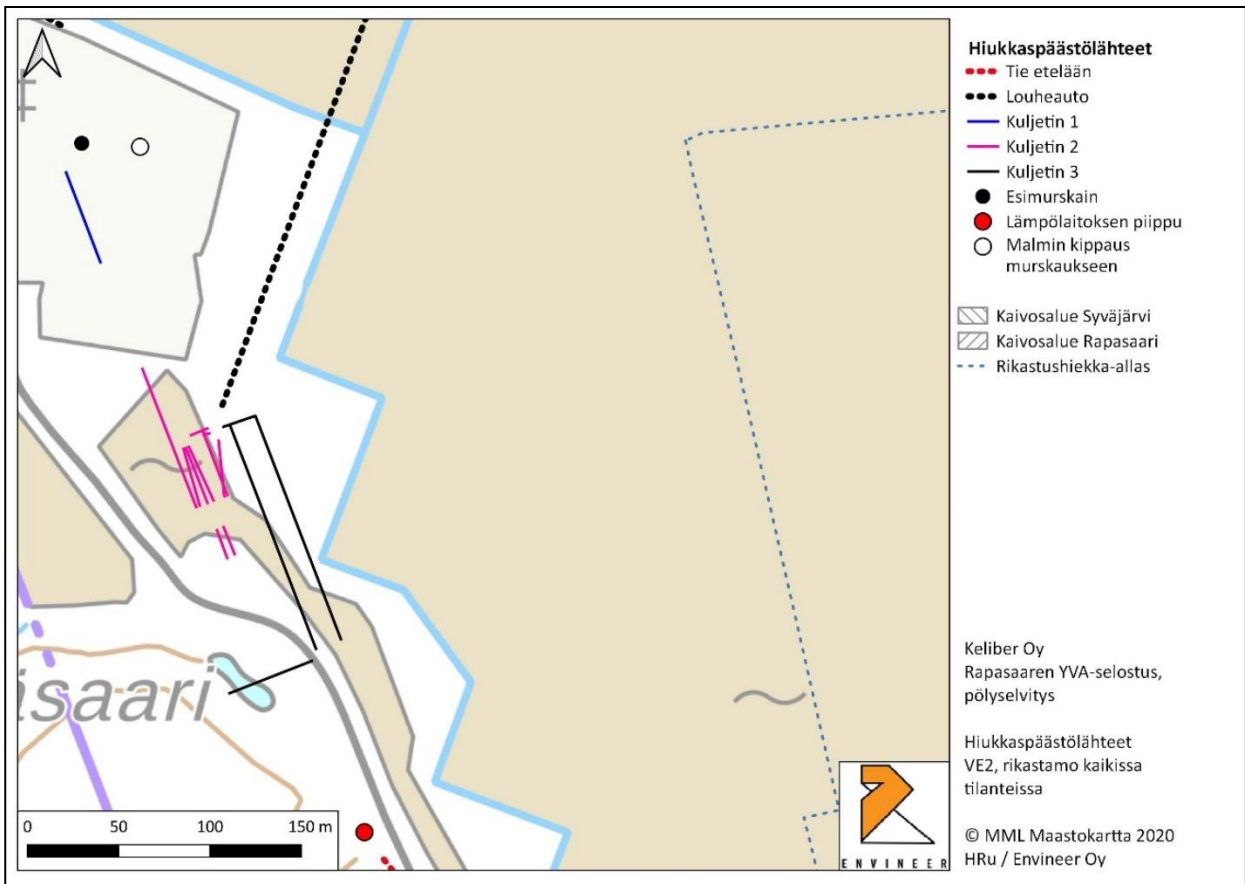 Hiukkaspäästölähteet
Tie etelään
Louheauto
Kuljetin 1
Kuljetin 2
Kuljetin 3
Esimurskain
Lämpölaitoksen piippu
Malmin kippaus
murskaukseen
Kaivosalue Syväjärvi
Kaivosalue Rapasaari
Rikastushiekka-allas
saari
0 50 100 150 m
Keliber Oy
Rapasaaren YVA-selostus,
pölyselvitys
Hiukkaspäästölähteet
VE2, rikastamo kaikissa
tilanteissa
© MML Maastokartta 2020
HRu / Envineer Oy
ENVINEER